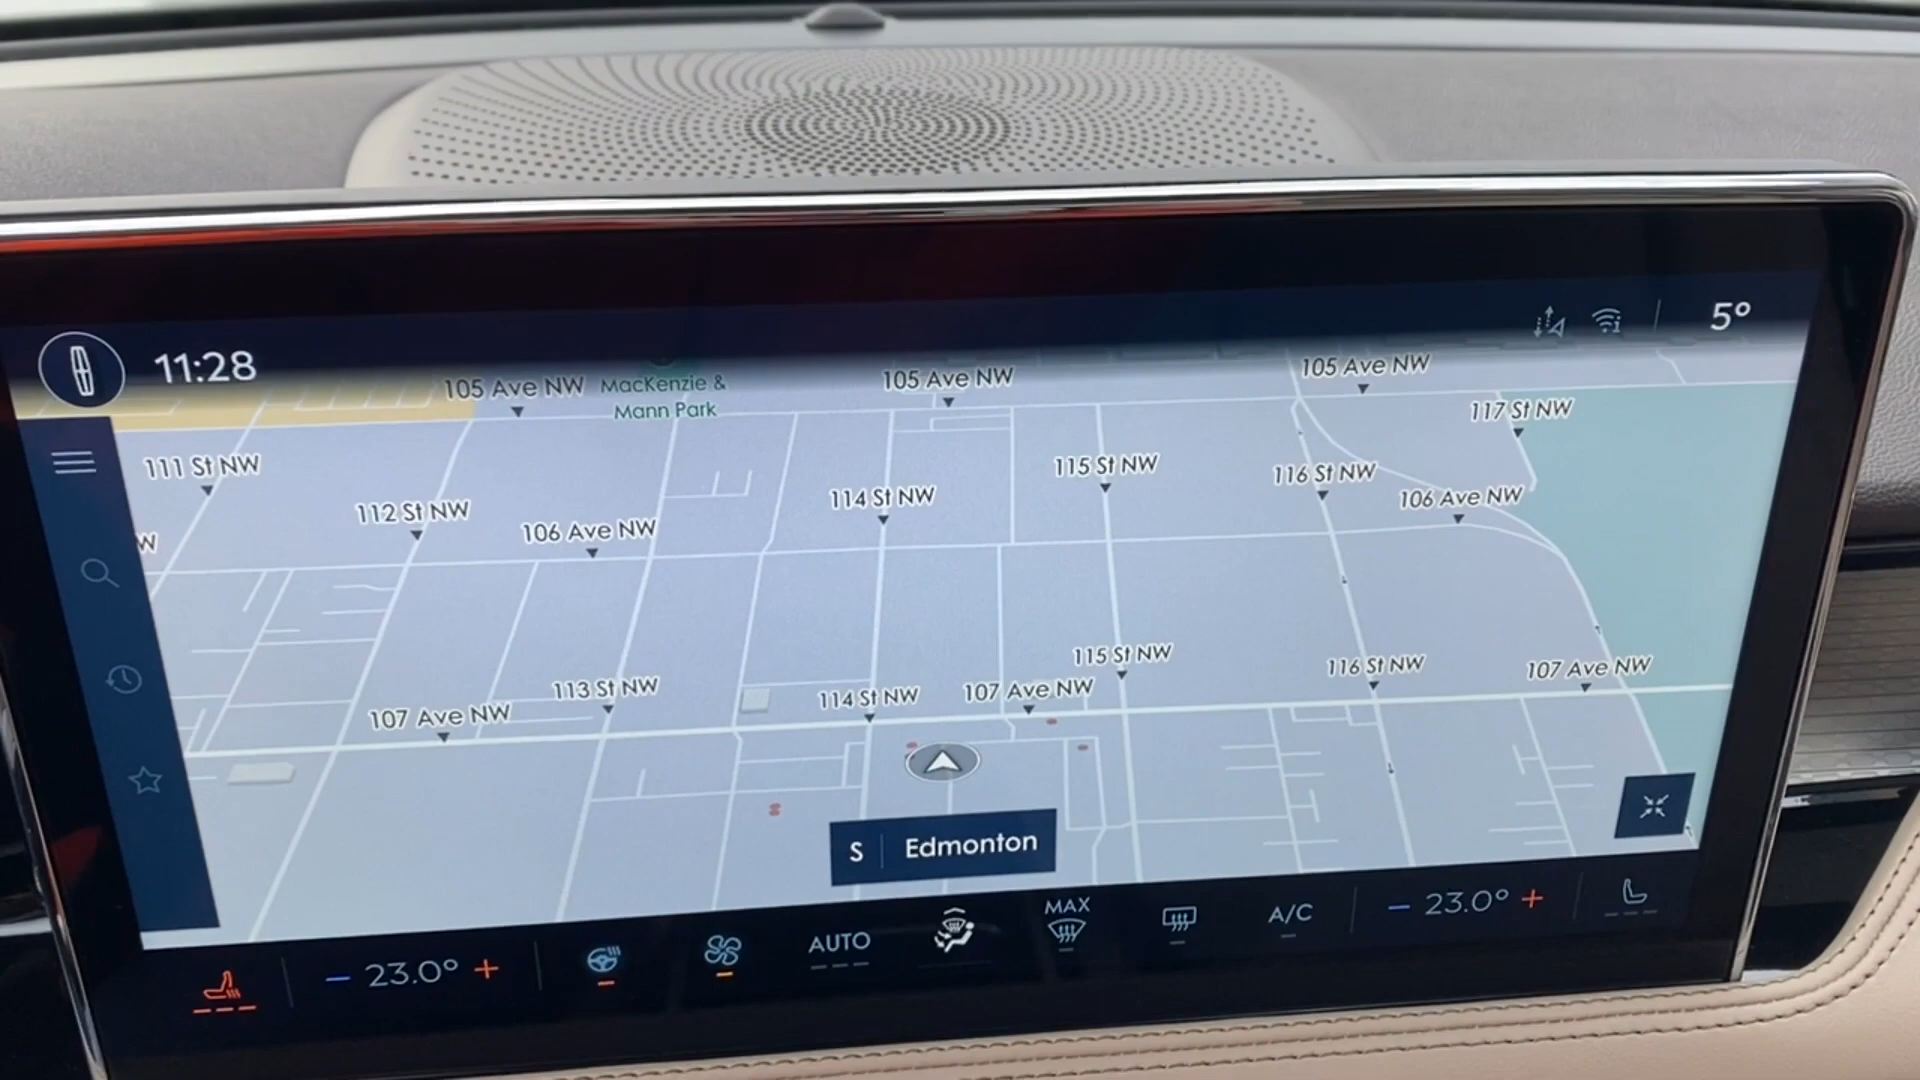 5°
11:28
105 Ave NW
MacKenzie &
Mann Park
105 Ave NW
105 Ave NW
117 St NW
111 St NW
115 St NW
116 St NW
112 St NW
114 St NW
106 Ave NW
106 Ave NW
W
115 St NW
116 St NW
107 Ave NW
113 St NW
114 St NW
107 Ave NW
107 Ave NW
S Edmonton
− 23.0° +
AUTO
MAX
A/C
− 23.0° +